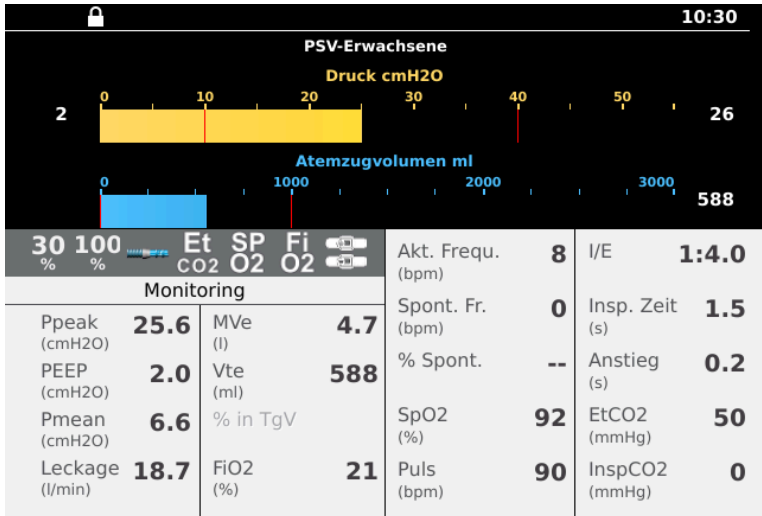 10:30
PSV-Erwachsene
Druck cmH2O
0 10 20 30 40 50
2 26
Atemzugvolumen ml
0 1000 2000 3000
588
30 % 100 % Et CO2 SP O2 Fi O2
Monitoring
Ppeak (cmH2O) 25.6
PEEP (cmH2O) 2.0
Pmean (cmH2O) 6.6
Leckage (l/min) 18.7
MVe (l) 4.7
Vte (ml) 588
% in TgV
FiO2 (%) 21
Akt. Frequ. (bpm) 8
Spont. Fr. (bpm) 0
% Spont. --
SpO2 (%) 92
Puls (bpm) 90
I/E 1:4.0
Insp. Zeit (s) 1.5
Anstieg (s) 0.2
EtCO2 (mmHg) 50
InspCO2 (mmHg) 0